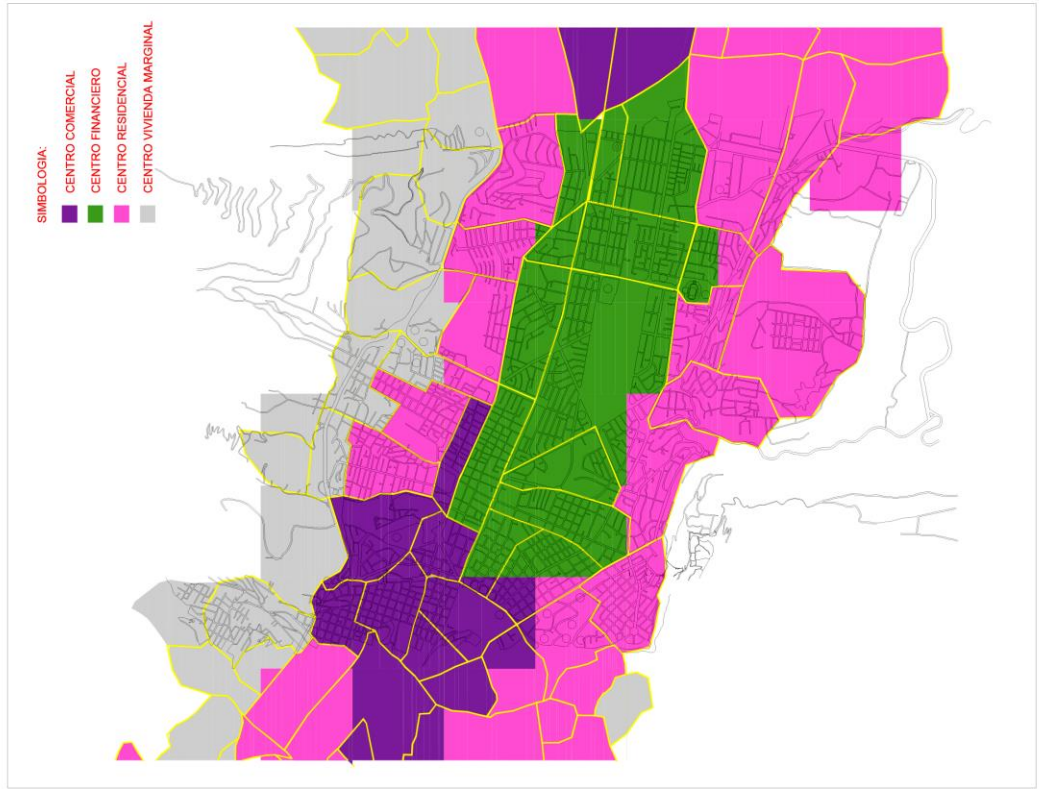 SIMBOLOGIA:
CENTRO COMERCIAL
CENTRO FINANCIERO
CENTRO RESIDENCIAL
CENTRO VIVIENDA MARGINAL